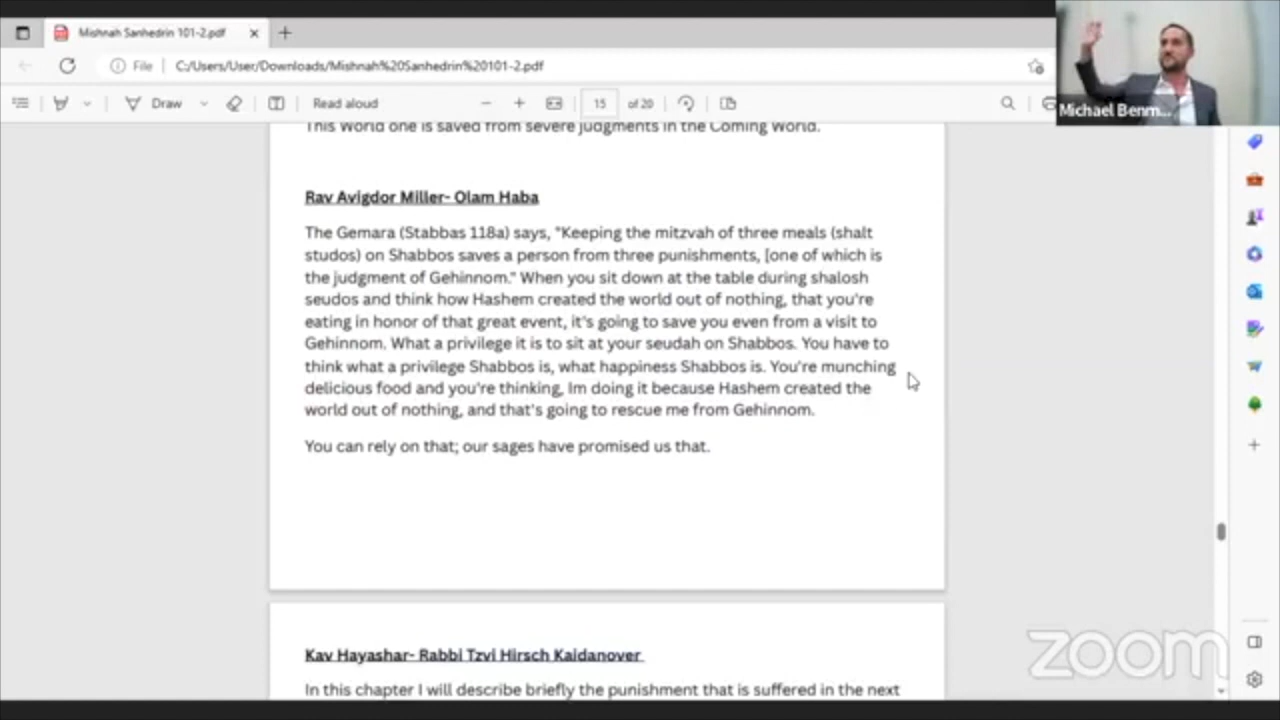 Mishnah Sanhedrin 101-2.pdf
File
C:/Users/User/Downloads/Mishnah%20Sanhedrin%20101-2.pdf
Draw
Read aloud
15
of 20
Michael Benm...
This World one is saved from severe judgments in the Coming World.
Rav Avigdor Miller- Olam Haba
The Gemara (Stabbas 118a) says, "Keeping the mitzvah of three meals (shalt
studos) on Shabbos saves a person from three punishments, [one of which is
the judgment of Gehinnom." When you sit down at the table during shalosh
seudos and think how Hashem created the world out of nothing, that you're
eating in honor of that great event, it's going to save you even from a visit to
Gehinnom. What a privilege it is to sit at your seudah on Shabbos. You have to
think what a privilege Shabbos is, what happiness Shabbos is. You're munching
delicious food and you're thinking, Im doing it because Hashem created the
world out of nothing, and that's going to rescue me from Gehinnom.
You can rely on that; our sages have promised us that.
Kav Hayashar- Rabbi Tzvi Hirsch Kaidanover
In this chapter I will describe briefly the punishment that is suffered in the next
zoom